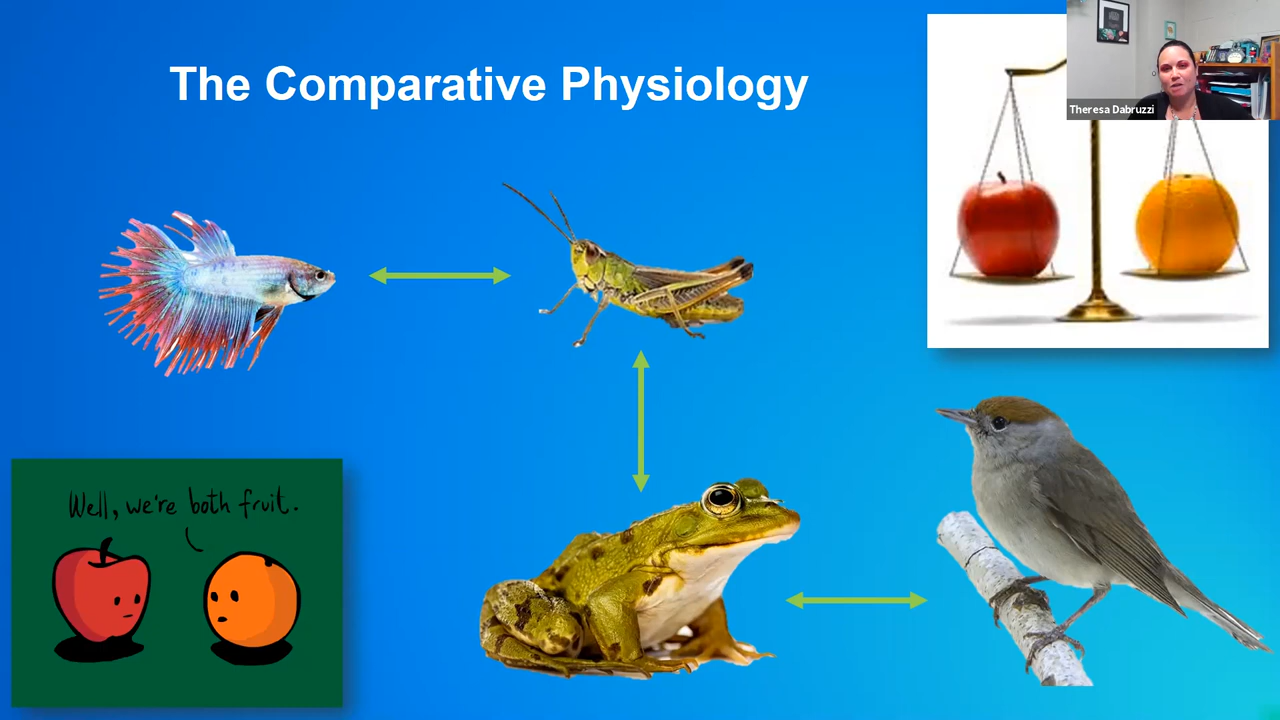 The Comparative Physiology
Theresa Dabruzzi
Well, we're both fruit.